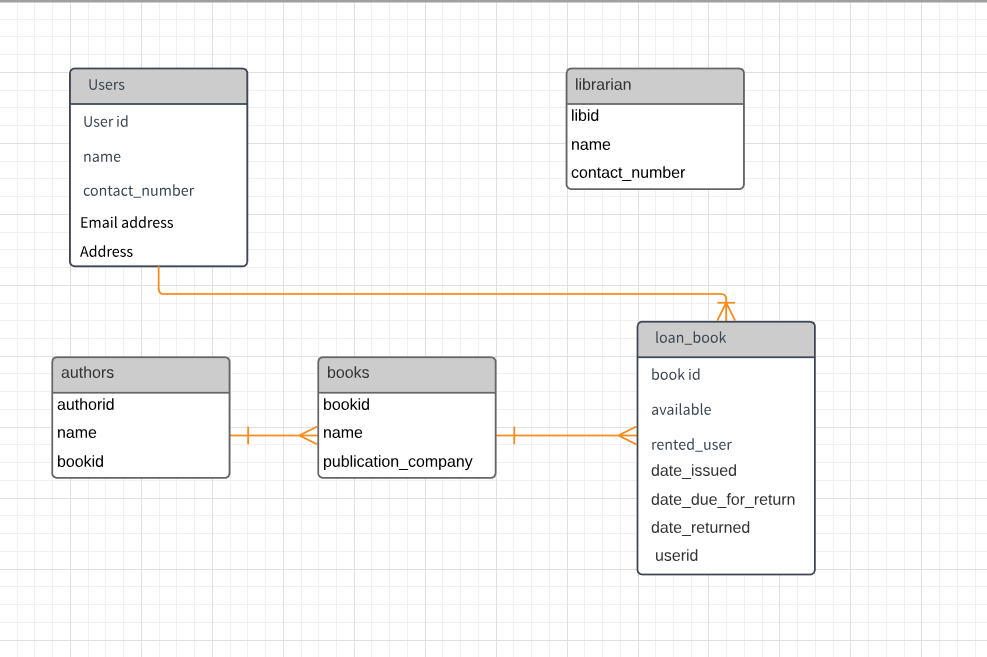 Users
User id
name
contact_number
Email address
Address
librarian
libid
name
contact_number
authors
authorid
name
bookid
books
bookid
name
publication_company
loan_book
book id
available
rented_user
date_issued
date_due_for_return
date_returned
userid